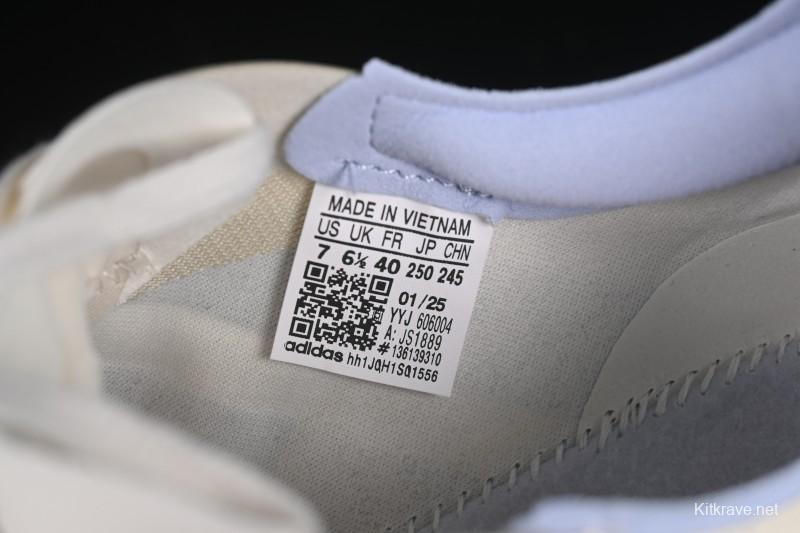 MADE IN VIETNAM
US UK FR JP CHN
7 6½ 40 250 245
01/25
YYJ 606004
A: JS1889
#136139310
adidas hh1JQH1SQ1556
Kitkrave.net